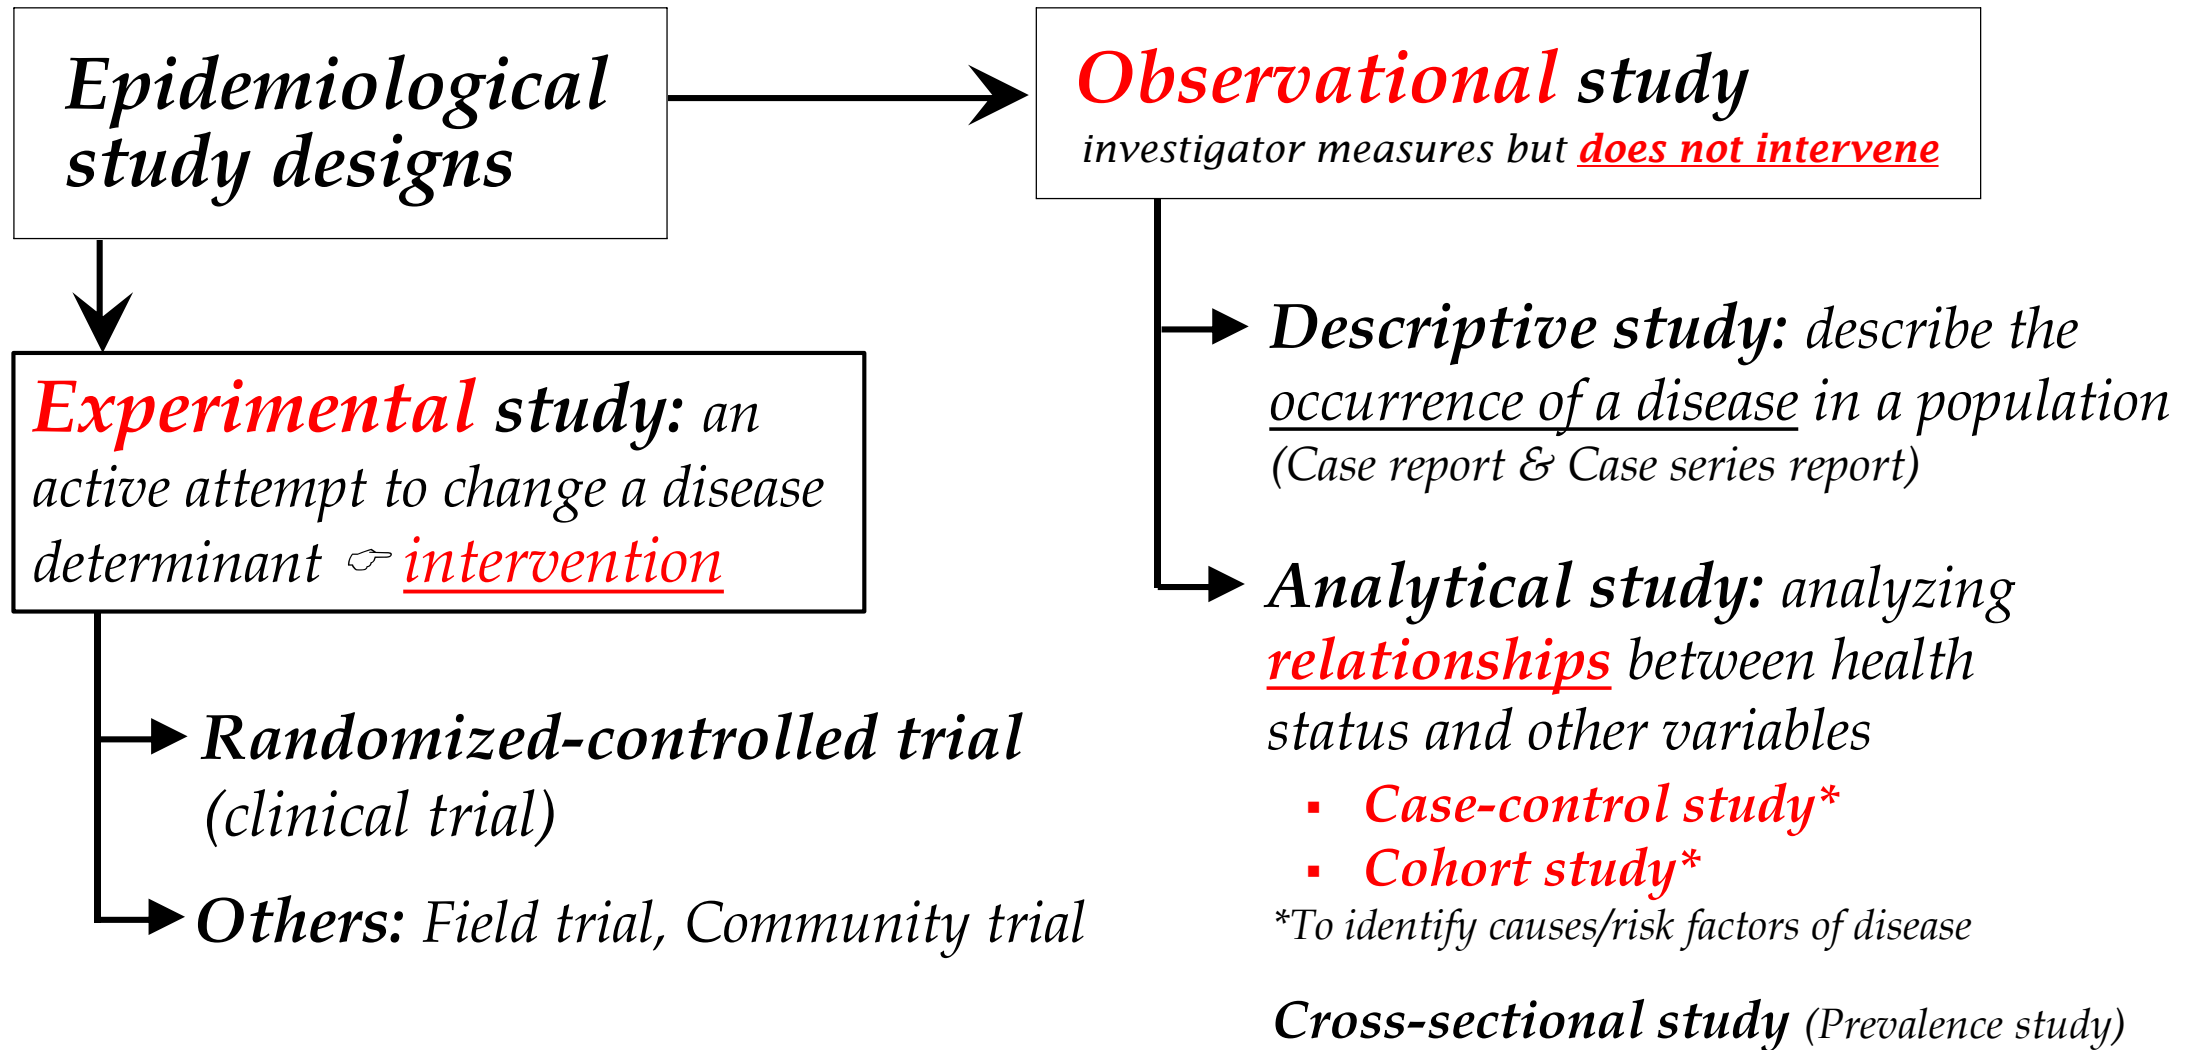 Epidemiological
study designs
Observational study
investigator measures but does not intervene
Experimental study: an
active attempt to change a disease
determinant ☞ intervention
Randomized-controlled trial
(clinical trial)
Others: Field trial, Community trial
Descriptive study: describe the
occurrence of a disease in a population
(Case report & Case series report)
Analytical study: analyzing
relationships between health
status and other variables
▪ Case-control study*
▪ Cohort study*
*To identify causes/risk factors of disease
Cross-sectional study (Prevalence study)